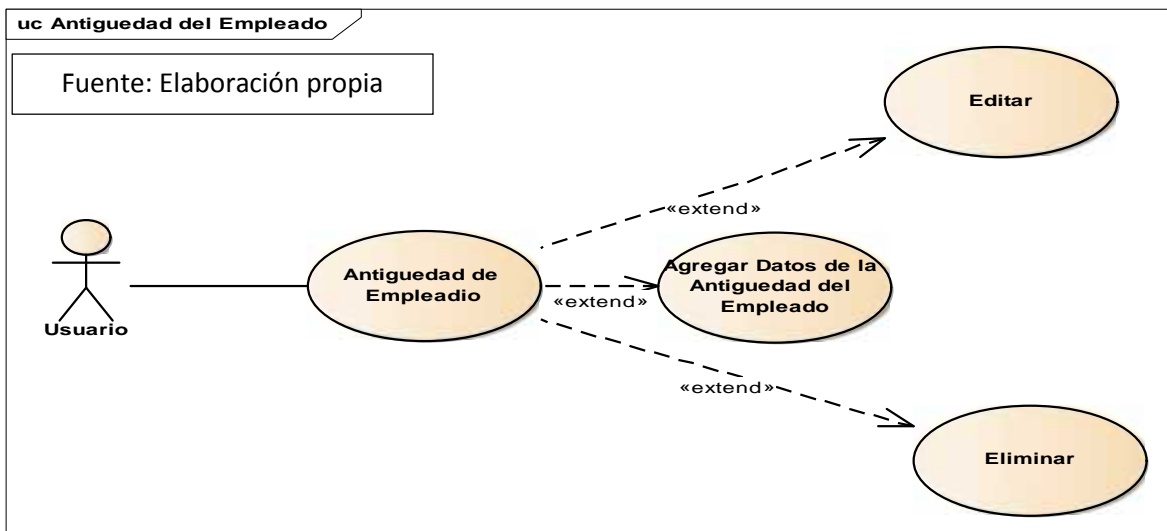 uc Antiguedad del Empleado
Fuente: Elaboración propia
Editar
«extend»
Usuario
Antiguedad de
Empleadio
«extend»
Agregar Datos de la
Antiguedad del
Empleado
«extend»
Eliminar